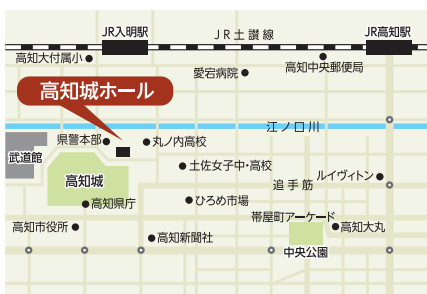 JR入明駅
JR土讃線
JR高知駅
高知大付属小
愛宕病院
高知中央郵便局
高知城ホール
江ノ口川
県警本部
丸ノ内高校
武道館
土佐女子中・高校
高知城
追手筋
ルイヴィトン
高知県庁
ひろめ市場
帯屋町アーケード
高知市役所
高知新聞社
高知大丸
中央公園